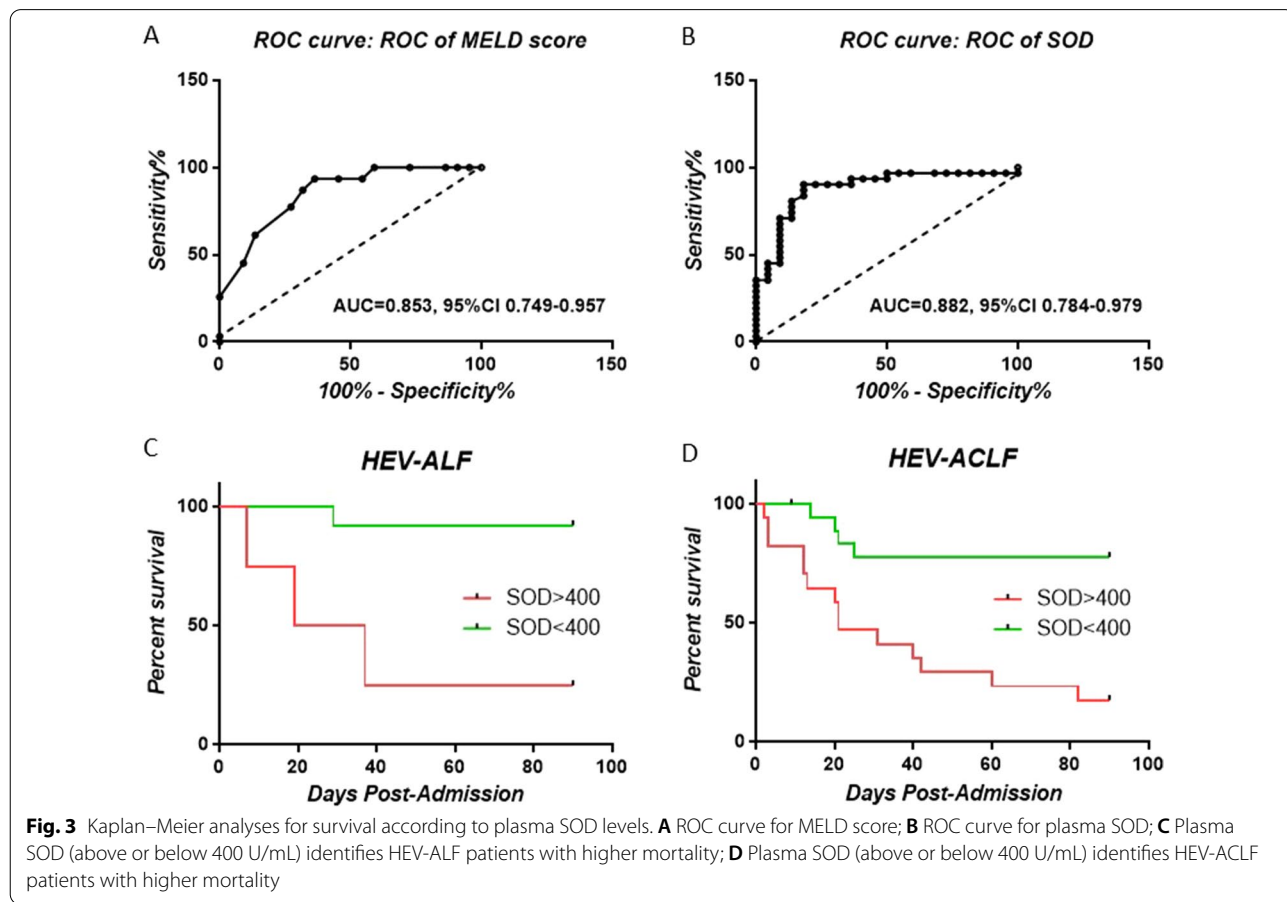 A
ROC curve: ROC of MELD score
150
100
50
0
Sensitivity%
AUC=0.853, 95%CI 0.749-0.957
0
50
100
150
100% - Specificity%
B
ROC curve: ROC of SOD
150
100
50
0
Sensitivity%
AUC=0.882, 95%CI 0.784-0.979
0
50
100
150
100% - Specificity%
C
HEV-ALF
100
50
0
Percent survival
SOD>400
SOD<400
0
20
40
60
80
100
Days Post-Admission
D
HEV-ACLF
100
50
0
Percent survival
SOD>400
SOD<400
0
20
40
60
80
100
Days Post-Admission
Fig. 3 Kaplan–Meier analyses for survival according to plasma SOD levels. A ROC curve for MELD score; B ROC curve for plasma SOD; C Plasma
SOD (above or below 400 U/mL) identifies HEV-ALF patients with higher mortality; D Plasma SOD (above or below 400 U/mL) identifies HEV-ACLF
patients with higher mortality